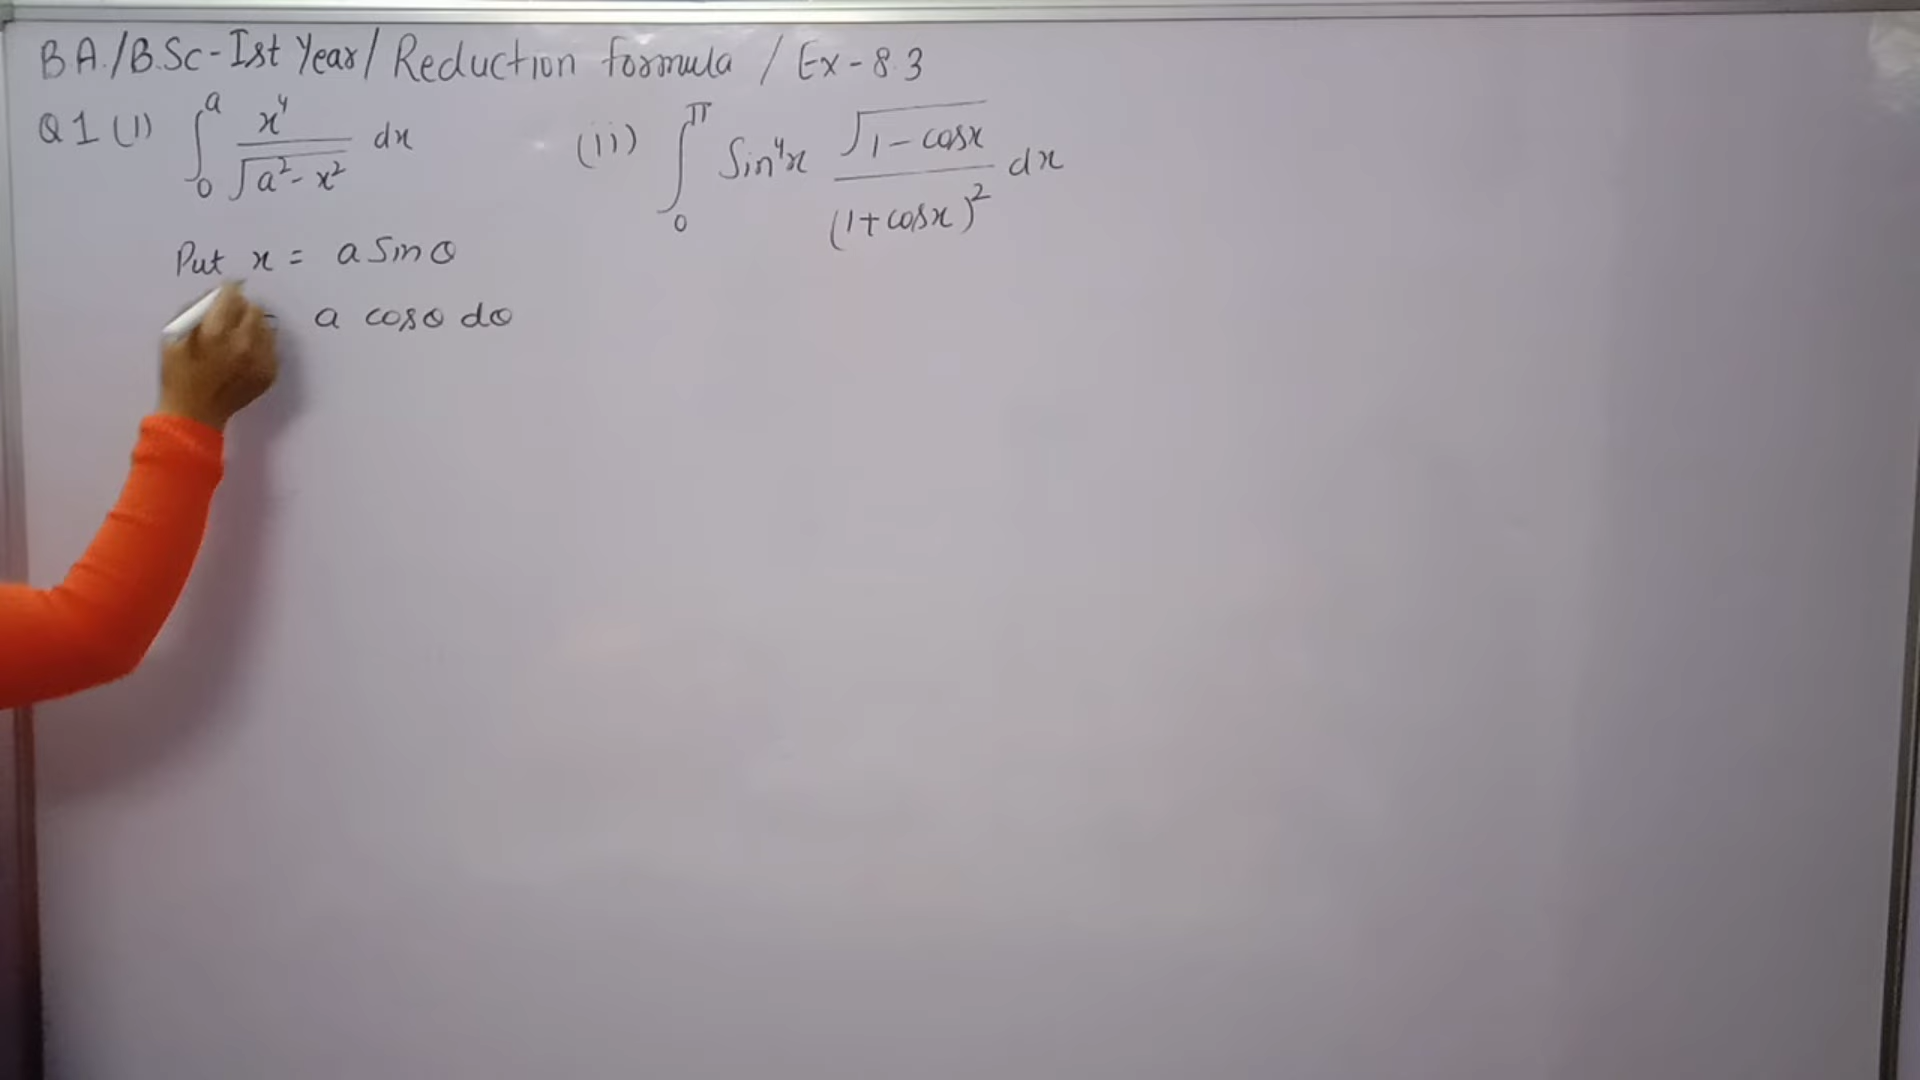 BA./B.Sc-Ist Year/ Reduction formula / Ex-8.3
Q1 (i) ∫₀ᵃ x⁴/√(a²-x²) dx (ii) ∫₀^π Sin⁴x √(1-cosx)/(1+cosx)² dx
Put x = a Sinθ
= a cosθ dθ